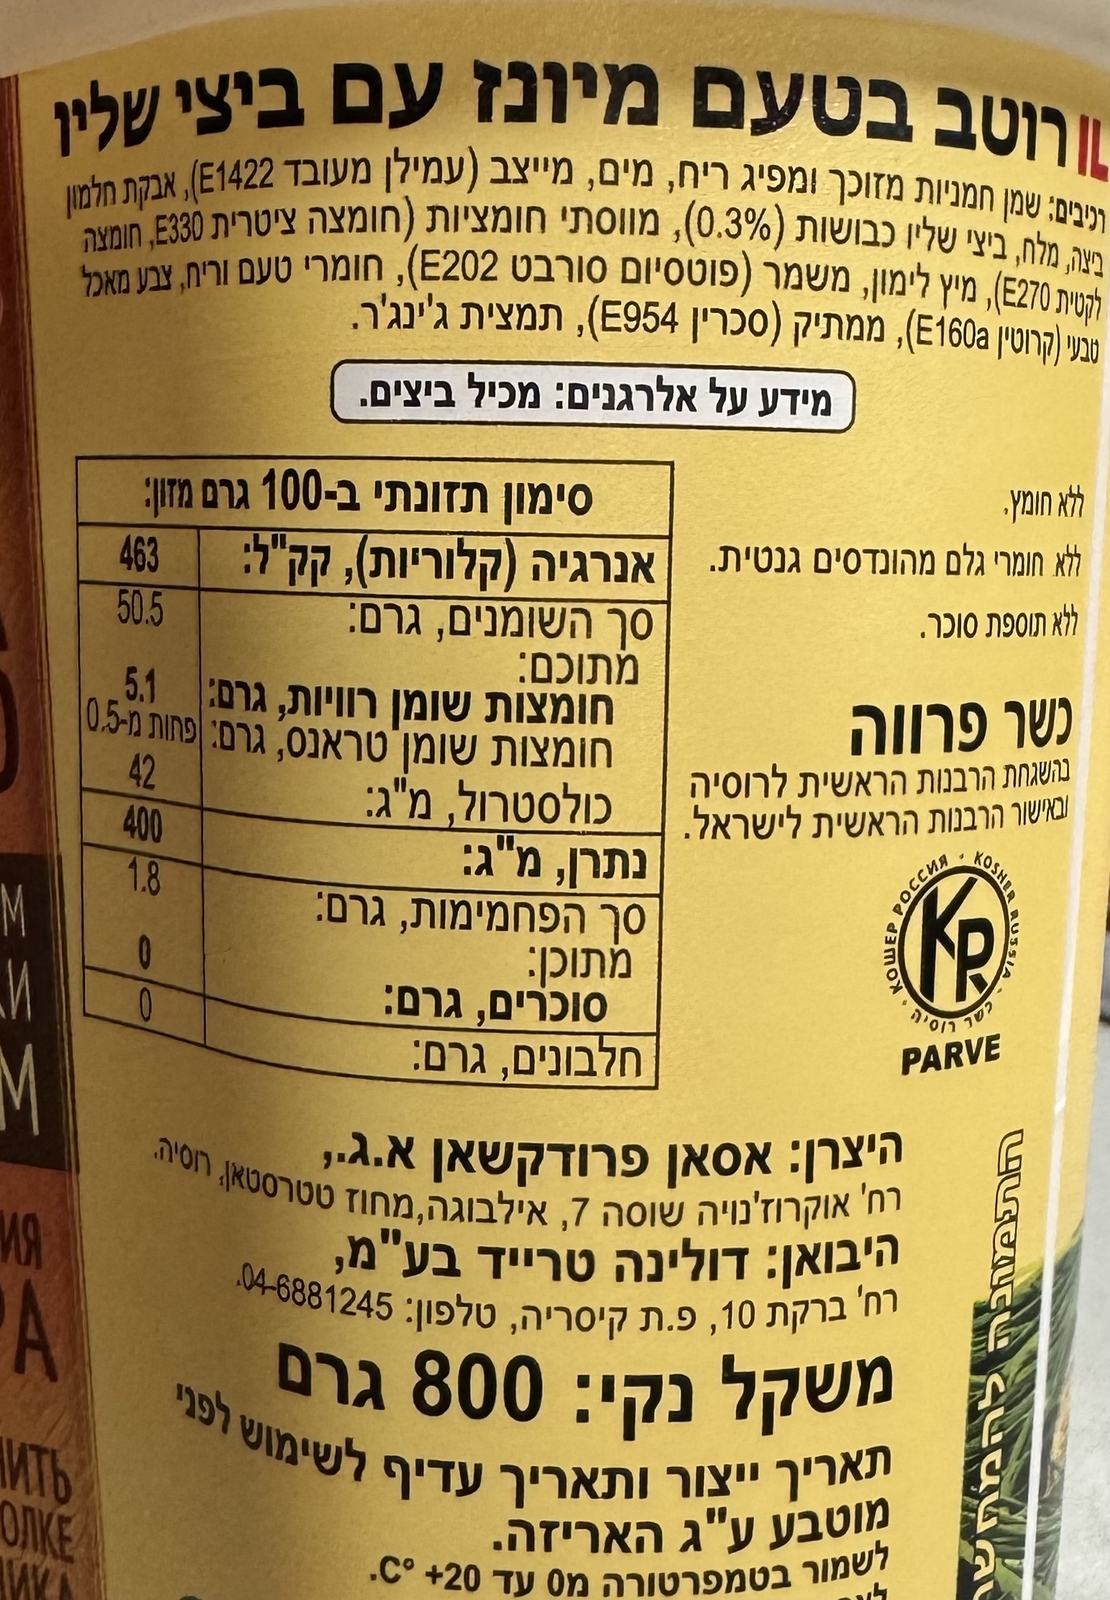 IL רוטב בטעם מיונז עם ביצי שליו
רכיבים: שמן חמניות מזוכך ומפיג ריח, מים, מייצב (עמילן מעובד E1422), אבקת חלמון
ביצה, מלח, ביצי שליו כבושות (0.3%), מווסתי חומציות (חומצה ציטרית E330, חומצה
לקטית E270), מיץ לימון, משמר (פוטסיום סורבט E202), חומרי טעם וריח, צבע מאכל
טבעי (קרוטין E160a), ממתיק (סכרין E954), תמצית ג'ינג'ר.
מידע על אלרגנים: מכיל ביצים.
סימון תזונתי ב-100 גרם מזון:
אנרגיה (קלוריות), קק"ל: 463
סך השומנים, גרם: 50.5
מתוכם:
חומצות שומן רוויות, גרם: 5.1
חומצות שומן טראנס, גרם: פחות מ-0.5
כולסטרול, מ"ג: 42
נתרן, מ"ג: 400
סך הפחמימות, גרם: 1.8
מתוכן:
סוכרים, גרם: 0
חלבונים, גרם: 0
ללא חומץ.
ללא חומרי גלם מהונדסים גנטית.
ללא תוספת סוכר.
כשר פרווה
בהשגחת הרבנות הראשית לרוסיה
ובאישור הרבנות הראשית לישראל.
КОШЕР РОССИЯ • KOSHER RUSSIA • כשר רוסיה
KR
PARVE
היצרן: אסאן פרודקשאן א.ג.,
רח' אוקרוז'נויה שוסה 7, אילבוגה,מחוז טטרסטאן, רוסיה.
היבואן: דולינה טרייד בע"מ,
רח' ברקת 10, פ.ת קיסריה, טלפון: 04-6881245.
משקל נקי: 800 גרם
תאריך ייצור ותאריך עדיף לשימוש לפני
מוטבע ע"ג האריזה.
לשמור בטמפרטורה מ0 עד 20+ °C.
התמונה להמחש
М
КИ
М
ИЯ
РА
ИТЬ
ОЛКЕ